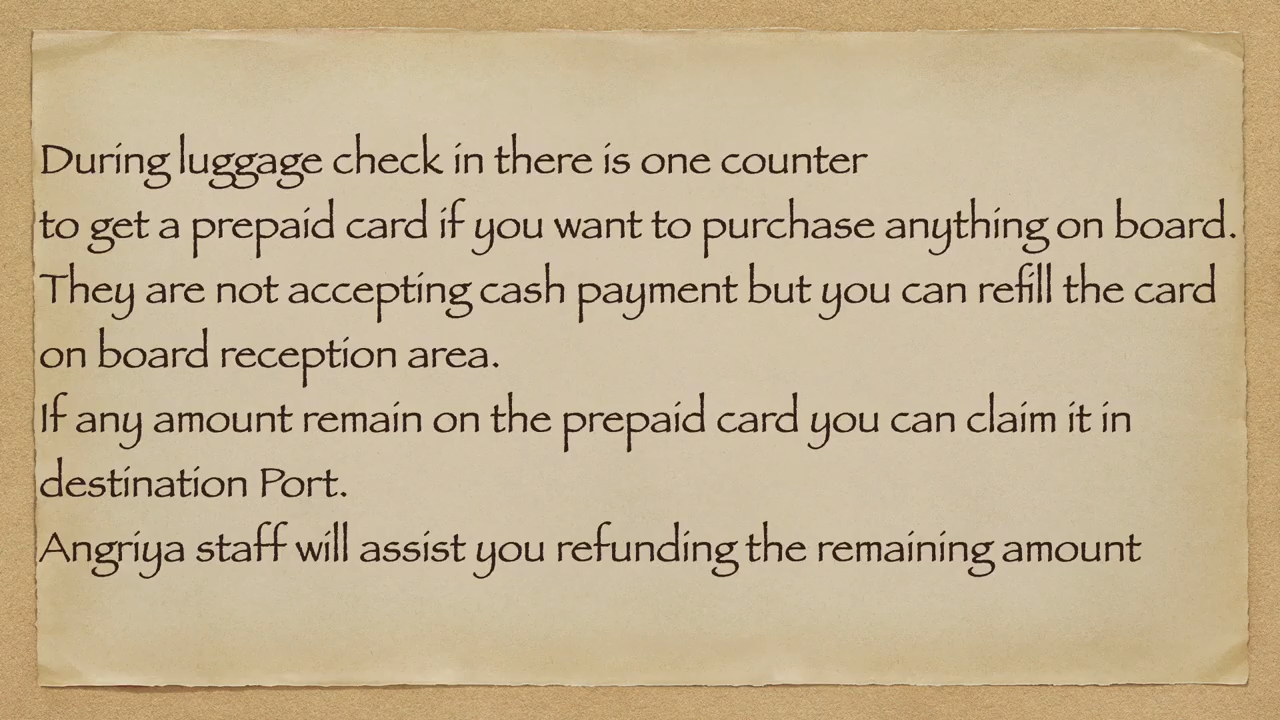 During luggage check in there is one counter
to get a prepaid card if you want to purchase anything on board.
They are not accepting cash payment but you can refill the card
on board reception area.
If any amount remain on the prepaid card you can claim it in
destination Port.
Angriya staff will assist you refunding the remaining amount